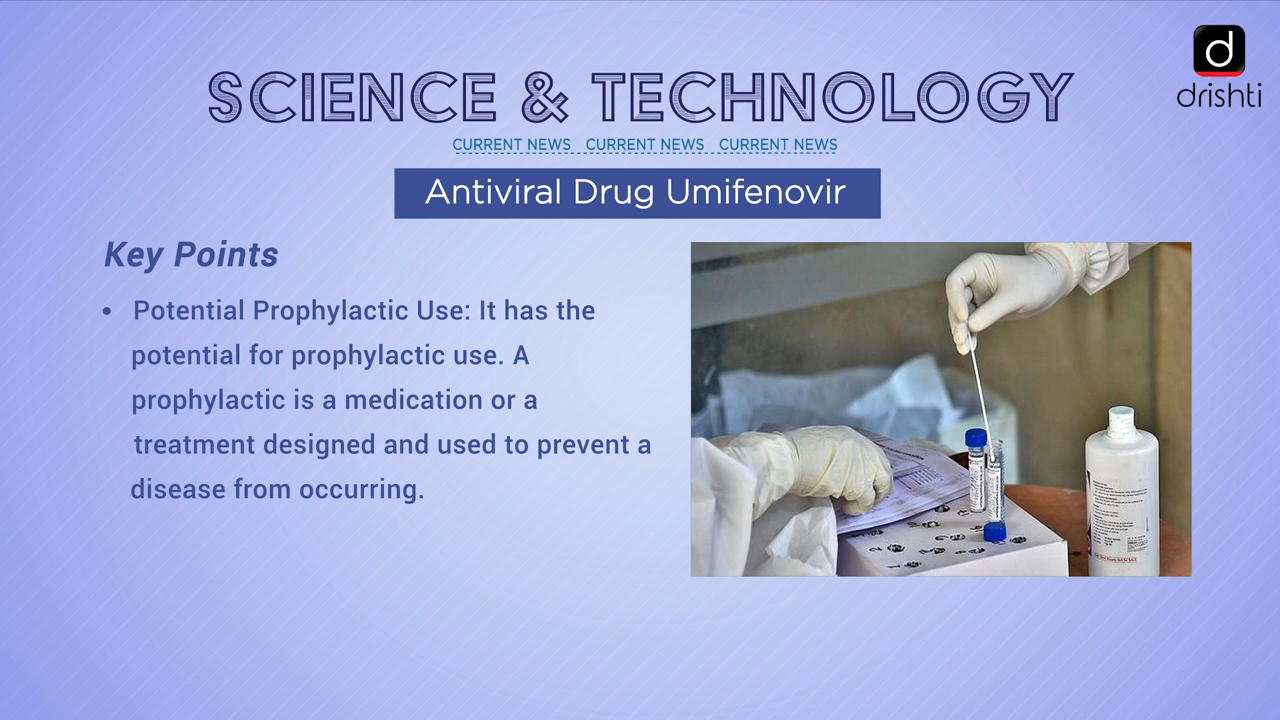 d
drishti
SCIENCE & TECHNOLOGY
CURRENT NEWS CURRENT NEWS CURRENT NEWS
Antiviral Drug Umifenovir
Key Points
• Potential Prophylactic Use: It has the
potential for prophylactic use. A
prophylactic is a medication or a
treatment designed and used to prevent a
disease from occurring.